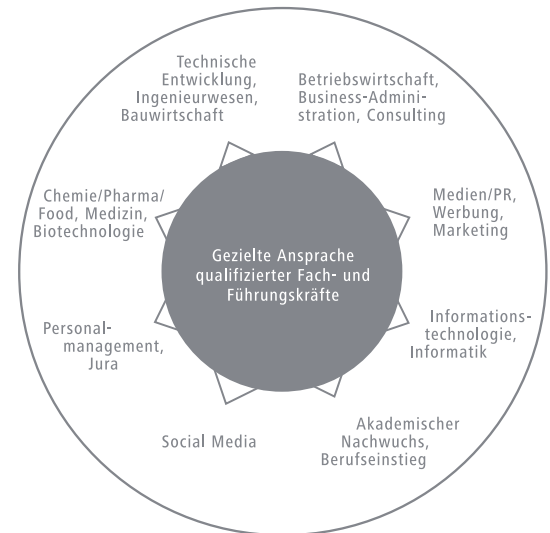 Technische
Entwicklung,
Ingenieurwesen,
Bauwirtschaft
Betriebswirtschaft,
Business-Admini-
stration, Consulting
Chemie/Pharma/
Food, Medizin,
Biotechnologie
Medien/PR,
Werbung,
Marketing
Gezielte Ansprache
qualifizierter Fach- und
Führungskräfte
Personal-
management,
Jura
Informations-
technologie,
Informatik
Social Media
Akademischer
Nachwuchs,
Berufseinstieg